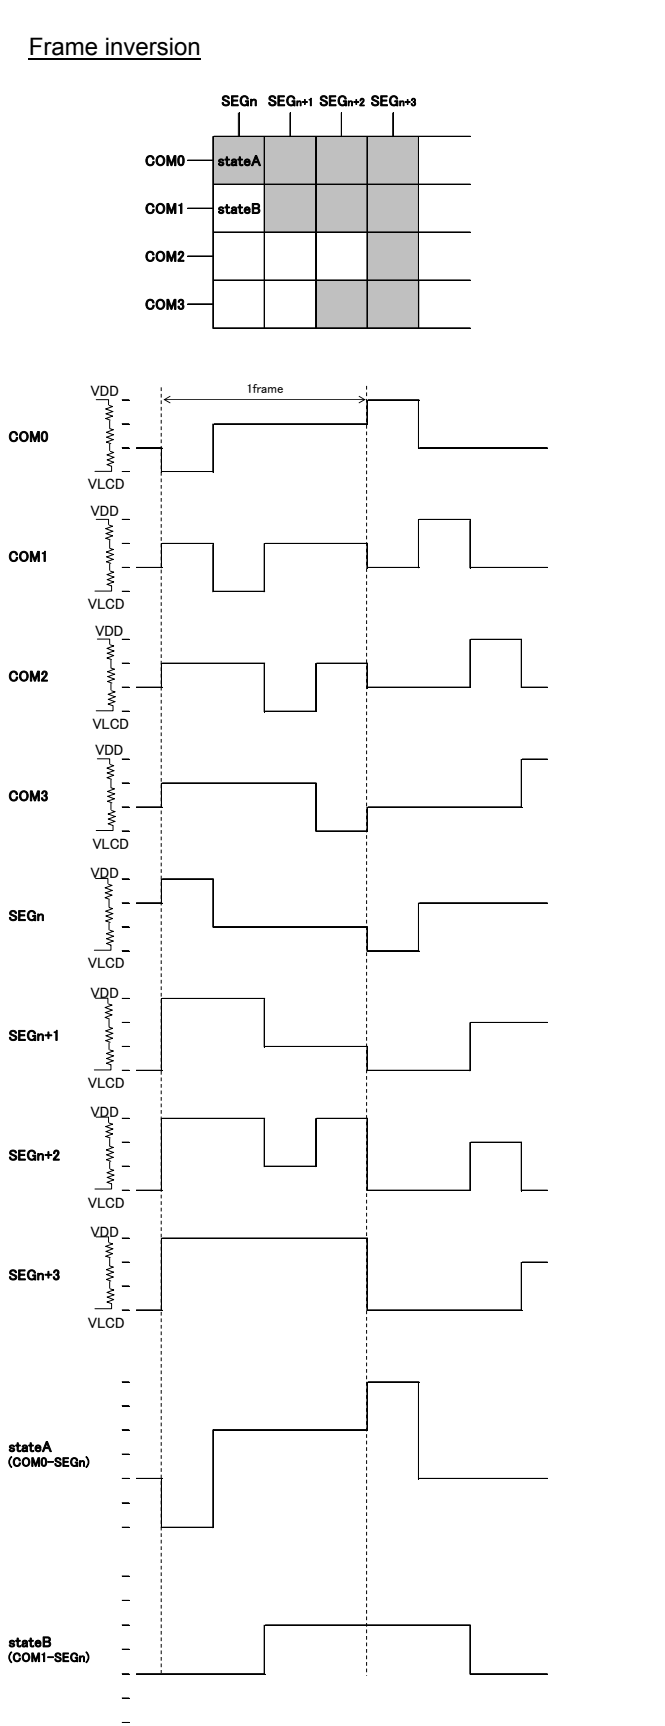 Frame inversion
SEGn SEGn+1 SEGn+2 SEGn+3
COM0 stateA
COM1 stateB
COM2
COM3
1frame
VDD
COM0
VLCD
VDD
COM1
VLCD
VDD
COM2
VLCD
VDD
COM3
VLCD
VDD
SEGn
VLCD
VDD
SEGn+1
VLCD
VDD
SEGn+2
VLCD
VDD
SEGn+3
VLCD
stateA
(COM0-SEGn)
stateB
(COM1-SEGn)